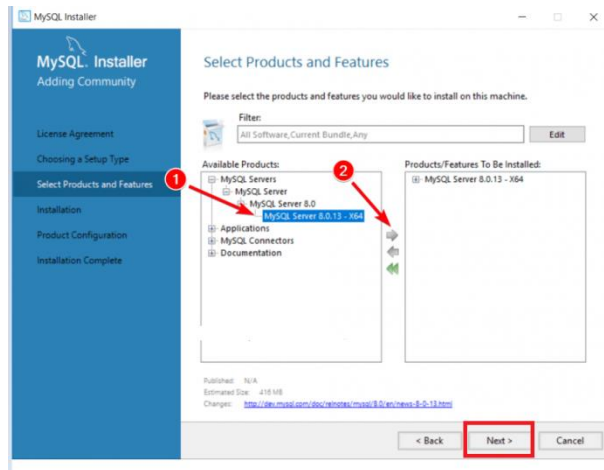 MySQL Installer
MySQL. Installer
Adding Community
License Agreement
Choosing a Setup Type
Select Products and Features
Installation
Product Configuration
Installation Complete
Select Products and Features
Please select the products and features you would like to install on this machine.
Filter:
All Software,Current Bundle,Any
Edit
Available Products:
MySQL Servers
MySQL Server
MySQL Server 8.0
MySQL Server 8.0.13 - X64
Applications
MySQL Connectors
Documentation
1
2
Products/Features To Be Installed:
MySQL Server 8.0.13 - X64
Published: N/A
Estimated Size: 416 MB
Changes: http://dev.mysql.com/doc/relnotes/mysql/8.0/en/news-8-0-13.html
< Back
Next >
Cancel